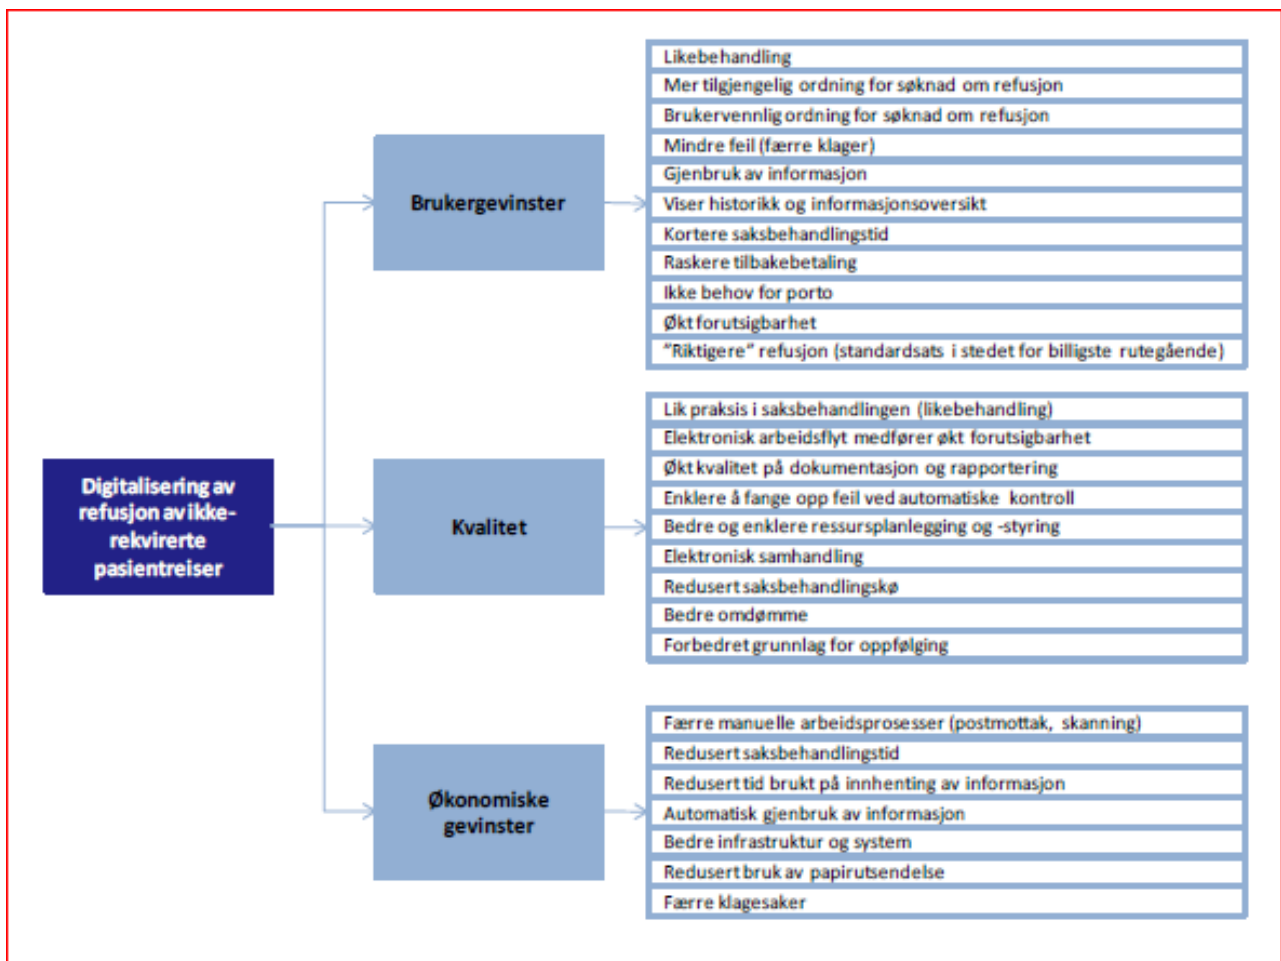 Digitalisering av
refusjon av ikke-
rekvirerte
pasientreiser
Brukergevinster
Likebehandling
Mer tilgjengelig ordning for søknad om refusjon
Brukervennlig ordning for søknad om refusjon
Mindre feil (færre klager)
Gjenbruk av informasjon
Viser historikk og informasjonsoversikt
Kortere saksbehandlingstid
Raskere tilbakebetaling
Ikke behov for porto
Økt forutsigbarhet
"Riktigere" refusjon (standardsats i stedet for billigste rutegående)
Kvalitet
Lik praksis i saksbehandlingen (likebehandling)
Elektronisk arbeidsflyt medfører økt forutsigbarhet
Økt kvalitet på dokumentasjon og rapportering
Enklere å fange opp feil ved automatiske kontroll
Bedre og enklere ressursplanlegging og -styring
Elektronisk samhandling
Redusert saksbehandlingskø
Bedre omdømme
Forbedret grunnlag for oppfølging
Økonomiske
gevinster
Færre manuelle arbeidsprosesser (postmottak, skanning)
Redusert saksbehandlingstid
Redusert tid brukt på innhenting av informasjon
Automatisk gjenbruk av informasjon
Bedre infrastruktur og system
Redusert bruk av papirutsendelse
Færre klagesaker